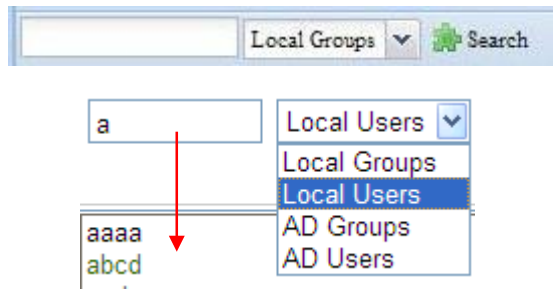 Local Groups Search
a Local Users
Local Groups
Local Users
AD Groups
AD Users
aaaa
abcd